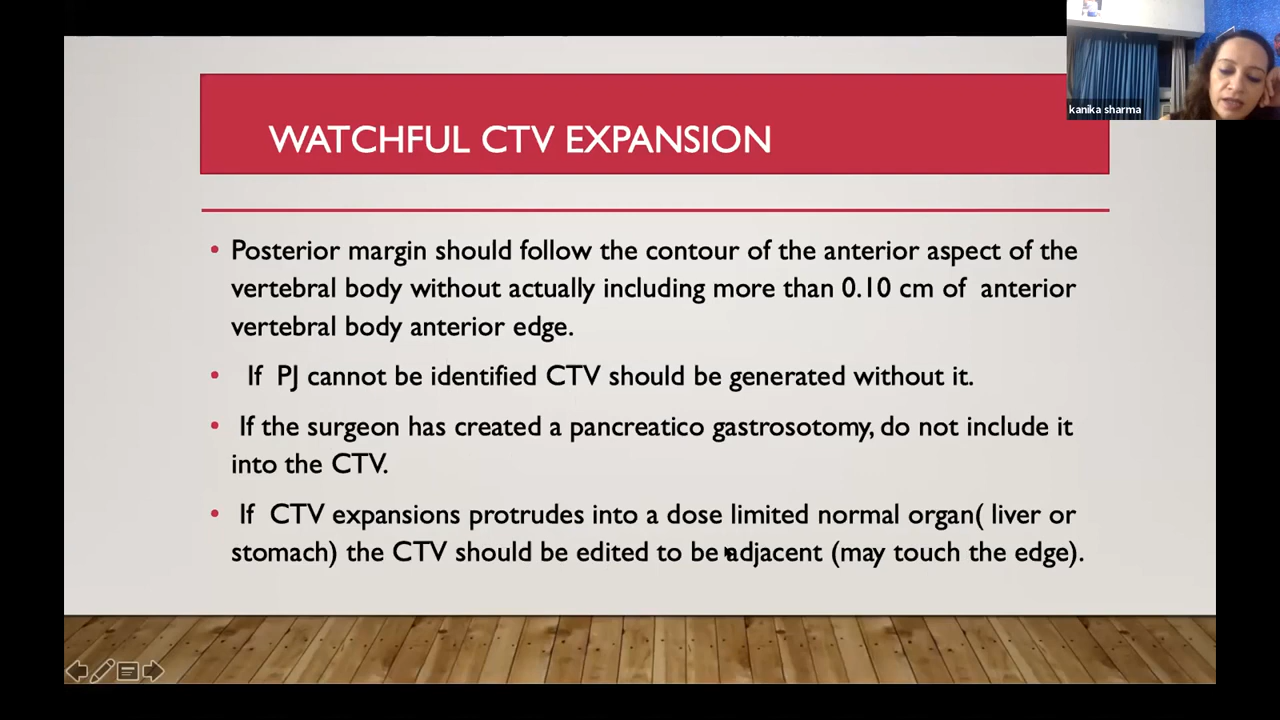 kanika sharma
WATCHFUL CTV EXPANSION
• Posterior margin should follow the contour of the anterior aspect of the
vertebral body without actually including more than 0.10 cm of anterior
vertebral body anterior edge.
• If PJ cannot be identified CTV should be generated without it.
• If the surgeon has created a pancreatico gastrosotomy, do not include it
into the CTV.
• If CTV expansions protrudes into a dose limited normal organ( liver or
stomach) the CTV should be edited to be adjacent (may touch the edge).